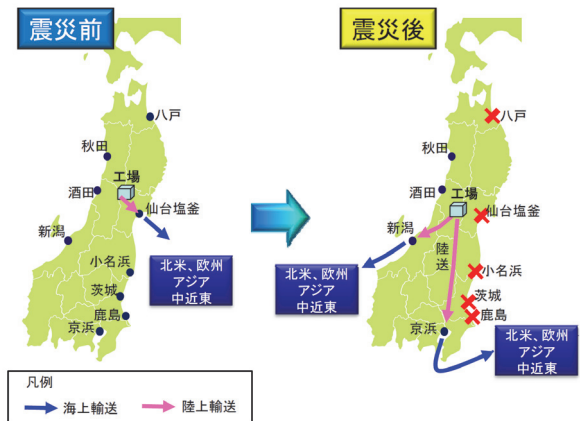 震災前
八戸
秋田
工場
酒田
仙台塩釜
新潟
北米、欧州
アジア
中近東
小名浜
茨城
鹿島
京浜
震災後
八戸
秋田
酒田
工場
仙台塩釜
新潟
陸送
北米、欧州
アジア
中近東
小名浜
茨城
鹿島
京浜
北米、欧州
アジア
中近東
凡例
海上輸送
陸上輸送